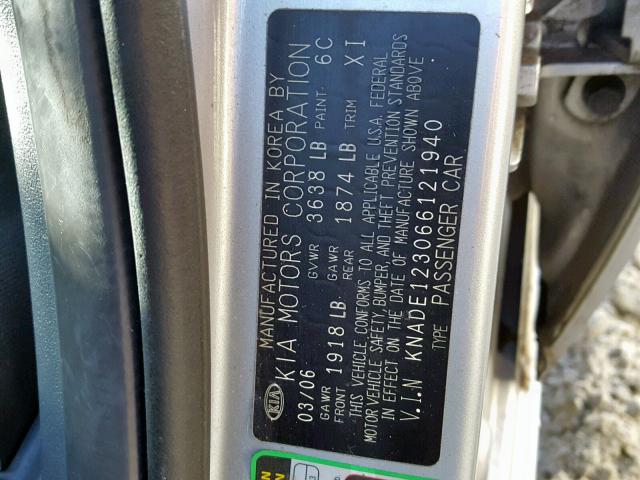 KIA
MANUFACTURED IN KOREA BY
KIA MOTORS CORPORATION
03/06 GVWR 3638 LB PAINT 6C
GAWR FRONT 1918 LB GAWR REAR 1874 LB TRIM XI
THIS VEHICLE CONFORMS TO ALL APPLICABLE U.S.A. FEDERAL
MOTOR VEHICLE SAFETY, BUMPER, AND THEFT PREVENTION STANDARDS
IN EFFECT ON THE DATE OF MANUFACTURE SHOWN ABOVE
V.I.N KNADE123066121940
TYPE PASSENGER CAR